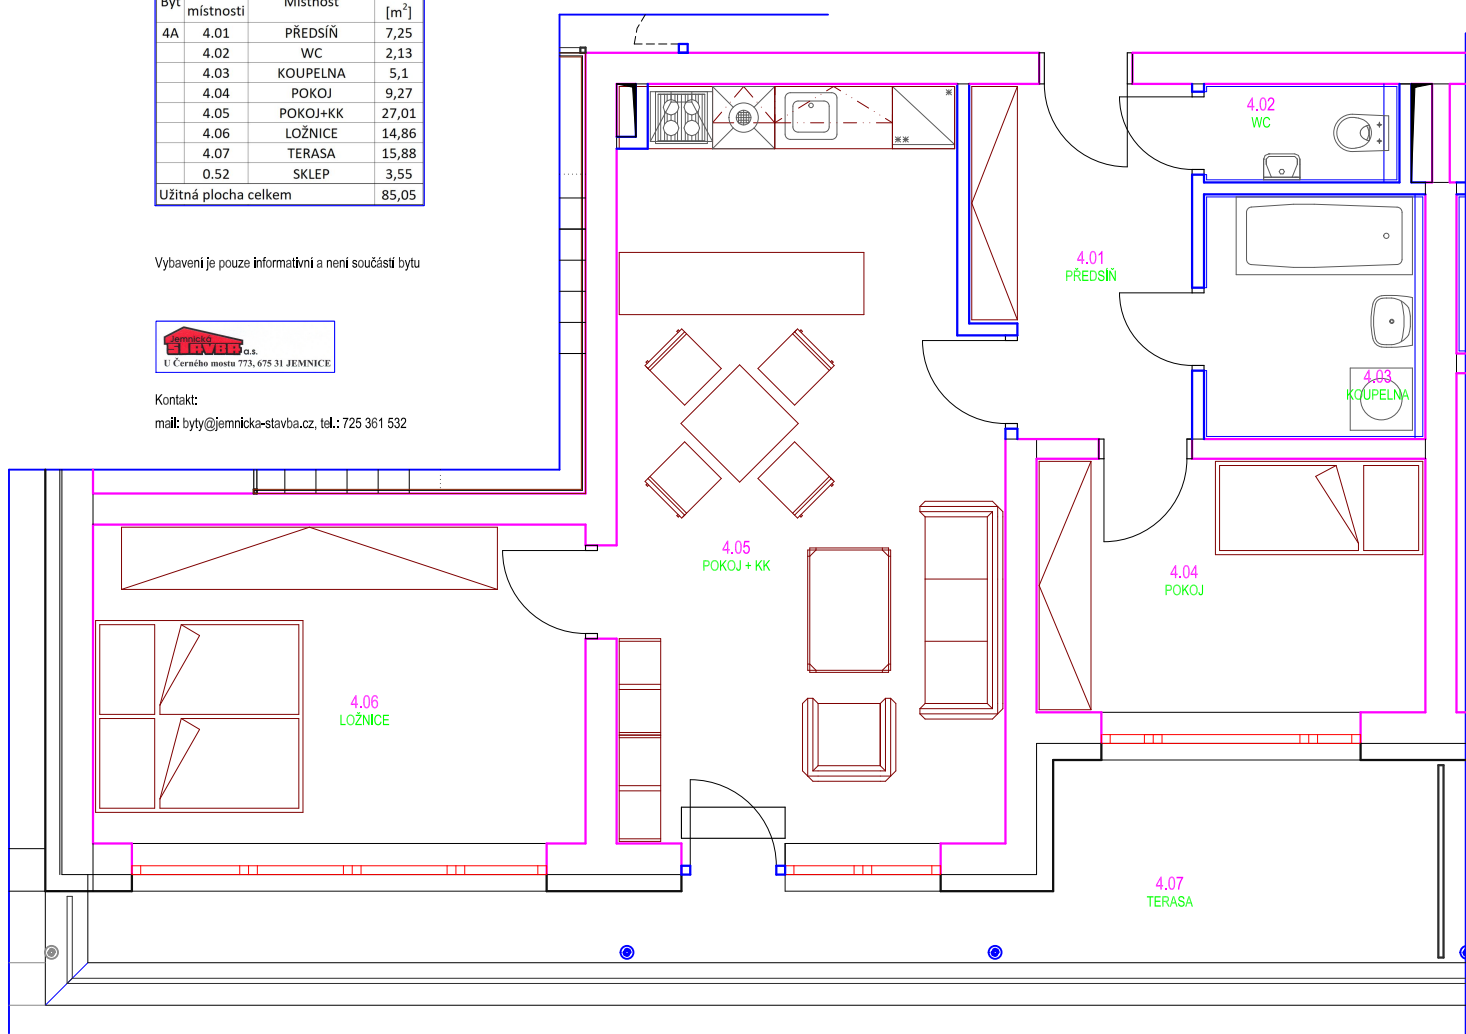 Byt místnosti Místnost [m²]
4A 4.01 PŘEDSÍŇ 7,25
4.02 WC 2,13
4.03 KOUPELNA 5,1
4.04 POKOJ 9,27
4.05 POKOJ+KK 27,01
4.06 LOŽNICE 14,86
4.07 TERASA 15,88
0.52 SKLEP 3,55
Užitná plocha celkem 85,05
Vybavení je pouze informativní a není součástí bytu
Jemnická
STAVBA a.s.
U Černého mostu 773, 675 31 JEMNICE
Kontakt:
mail: byty@jemnicka-stavba.cz, tel.: 725 361 532
4.02
WC
4.01
PŘEDSÍŇ
4.03
KOUPELNA
4.05
POKOJ + KK
4.04
POKOJ
4.06
LOŽNICE
4.07
TERASA